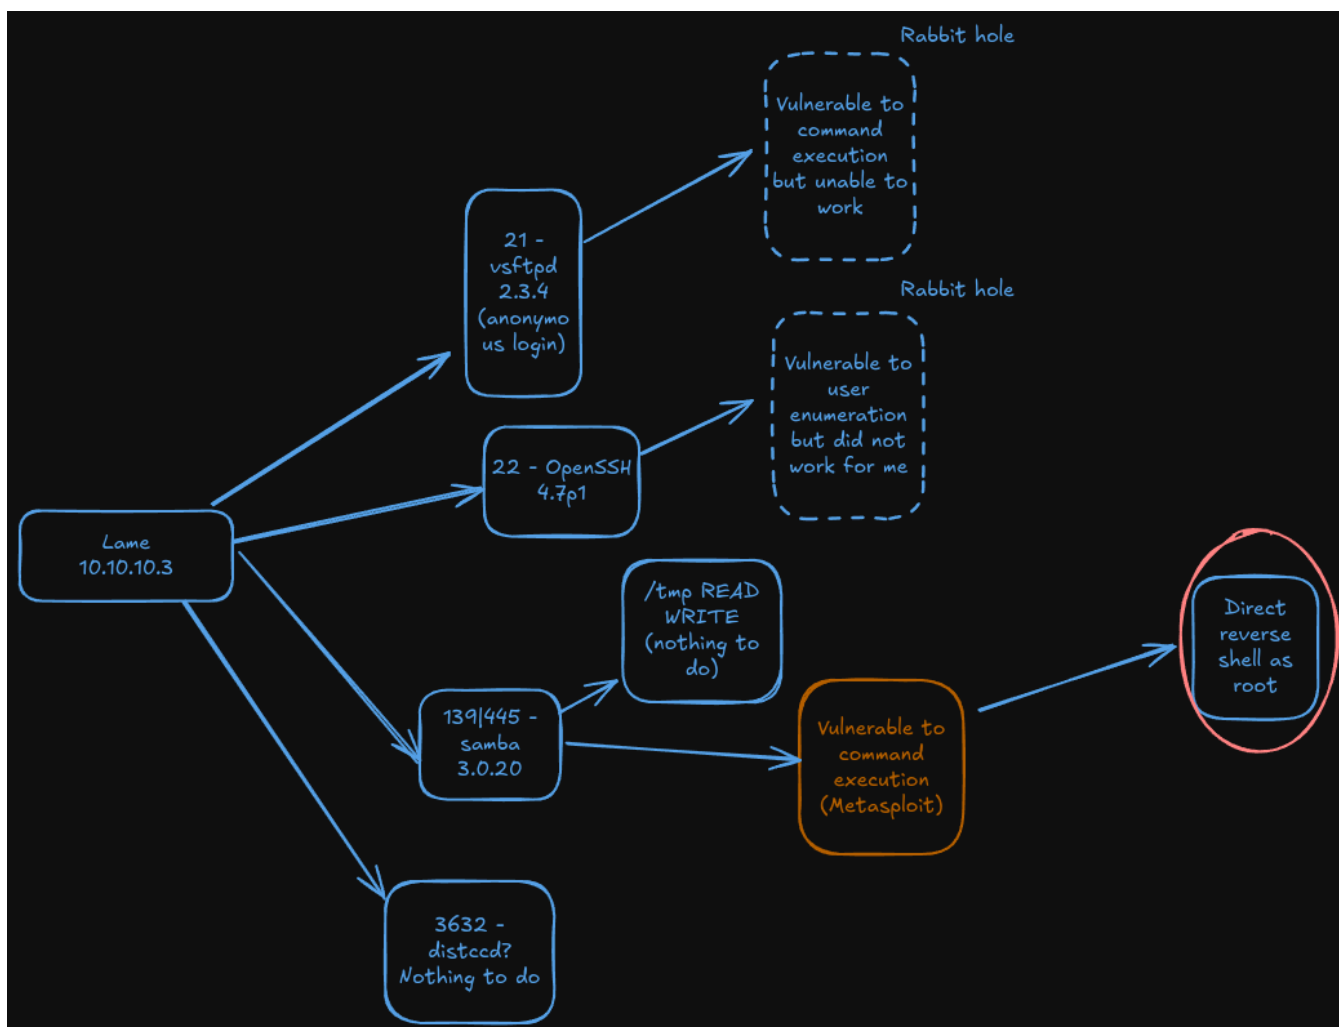 Rabbit hole
Vulnerable to
command
execution
but unable to
work
21 -
vsftpd
2.3.4
(anonymo
us login)
Rabbit hole
Vulnerable to
user
enumeration
but did not
work for me
22 - OpenSSH
4.7p1
Lame
10.10.10.3
/tmp READ
WRITE
(nothing to
do)
Direct
reverse
shell as
root
139|445 -
samba
3.0.20
Vulnerable to
command
execution
(Metasploit)
3632 -
distccd?
Nothing to do